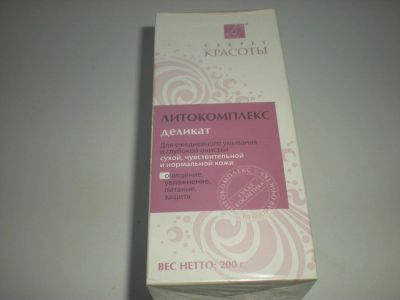 СЕКРЕТ
КРАСОТЫ
ЛИТОКОМПЛЕКС
деликат
Для ежедневного умывания
и глубокой очистки
сухой, чувствительной
и нормальной кожи
очищение,
увлажнение,
питание,
защита
ЛИТОКОМПЛЕКС
ВЕС НЕТТО: 200 г